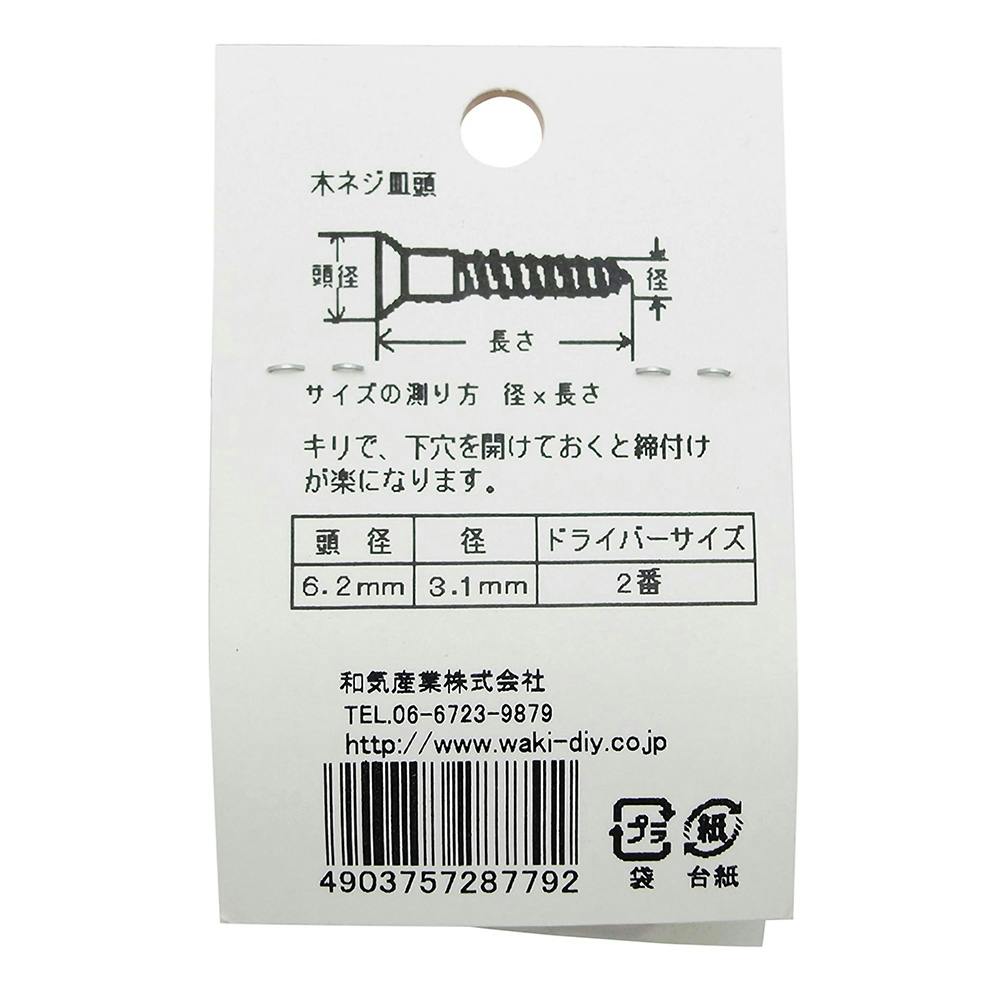 木ネジ皿頭
頭径
径
長さ
サイズの測り方 径×長さ
キリで、下穴を開けておくと締付け
が楽になります。
頭 径 径 ドライバーサイズ
6.2mm 3.1mm 2番
和気産業株式会社
TEL.06-6723-9879
http://www.waki-diy.co.jp
4903757287792
プラ 紙
袋 台紙